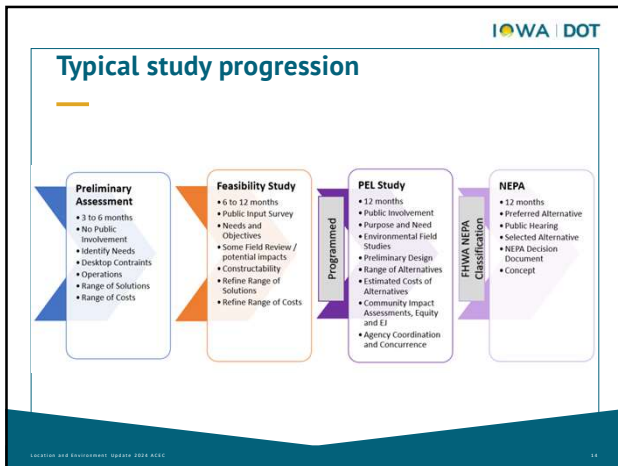 IOWA DOT
Typical study progression
Preliminary
Assessment
• 3 to 6 months
• No Public
Involvement
• Identify Needs
• Desktop Contraints
• Operations
• Range of Solutions
• Range of Costs
Feasibility Study
• 6 to 12 months
• Public Input Survey
• Needs and
Objectives
• Some Field Review /
potential impacts
• Constructability
• Refine Range of
Solutions
• Refine Range of Costs
Programmed
PEL Study
• 12 months
• Public Involvement
• Purpose and Need
• Environmental Field
Studies
• Preliminary Design
• Range of Alternatives
• Estimated Costs of
Alternatives
• Community Impact
Assessments, Equity
and EJ
• Agency Coordination
and Concurrence
FHWA NEPA
Classification
NEPA
• 12 months
• Preferred Alternative
• Public Hearing
• Selected Alternative
• NEPA Decision
Document
• Concept
Location and Environment Update 2024 ACEC
14